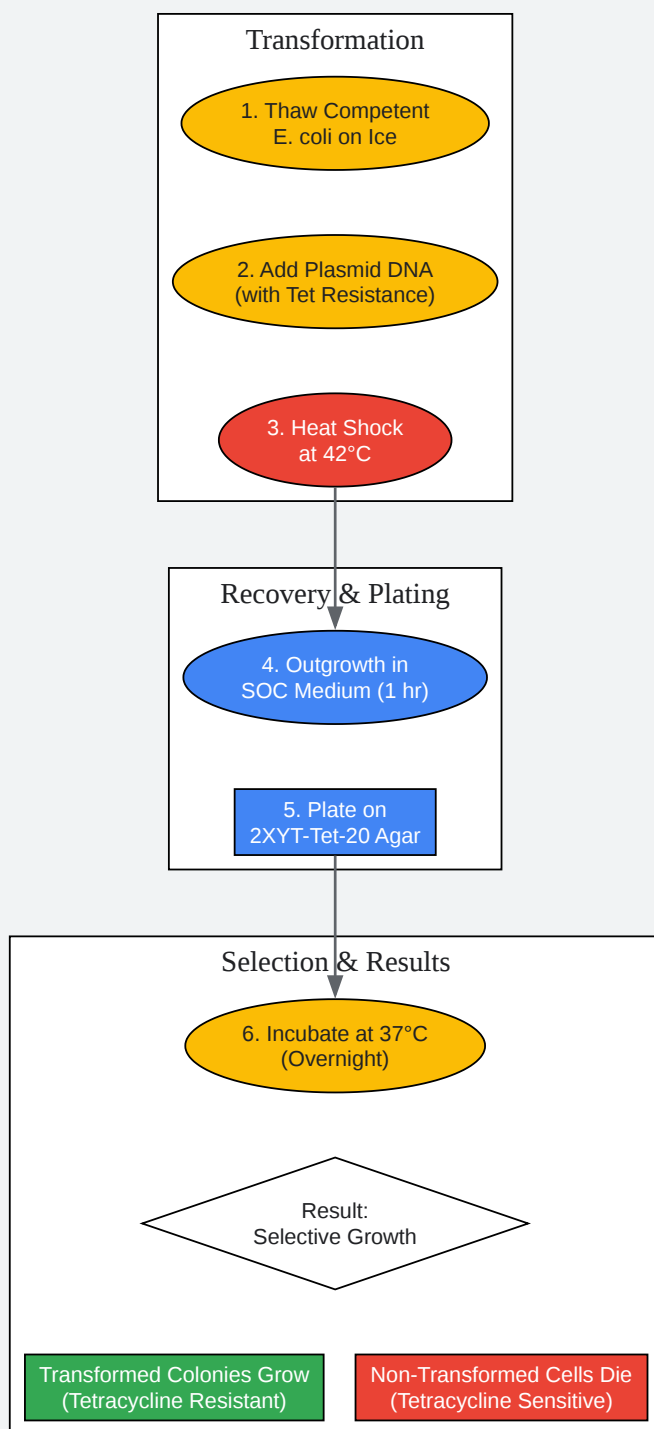 Transformation
1. Thaw Competent
E. coli on Ice
2. Add Plasmid DNA
(with Tet Resistance)
3. Heat Shock
at 42°C
Recovery & Plating
4. Outgrowth in
SOC Medium (1 hr)
5. Plate on
2XYT-Tet-20 Agar
Selection & Results
6. Incubate at 37°C
(Overnight)
Result:
Selective Growth
Transformed Colonies Grow
(Tetracycline Resistant)
Non-Transformed Cells Die
(Tetracycline Sensitive)